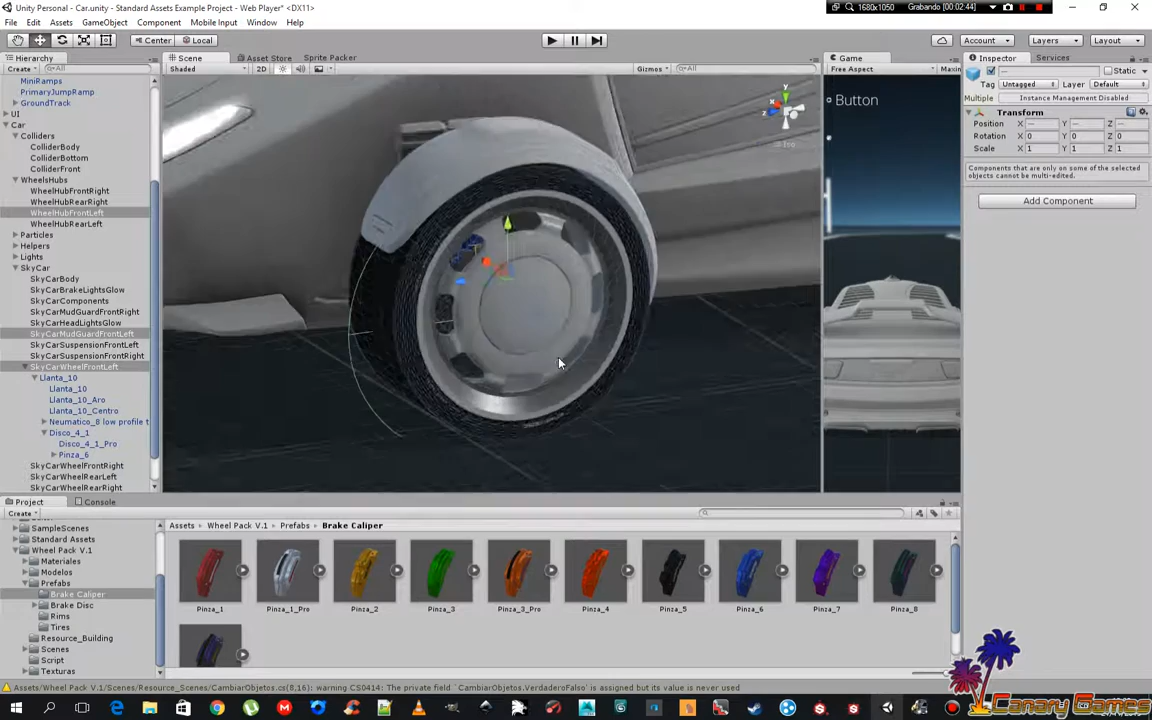 Unity Personal - Car.unity - Standard Assets Example Project - Web Player* <DX11>
1680x1050
Grabando [00:02:44]
File Edit Assets GameObject Component Mobile Input Window Help
Center Local
Account Layers Layout
Hierarchy
Scene Asset Store Sprite Packer
Game
Inspector Services
Create All
Shaded 2D Gizmos All
Free Aspect Maxin
Static
Tag Untagged Layer Default
Multiple Instance Management Disabled
Transform
Position X — Y — Z —
Rotation X 0 Y 0 Z 0
Scale X 1 Y 1 Z 1
Components that are only on some of the selected
objects cannot be multi-edited.
Add Component
Button
y
x
z
Iso
MiniRamps
PrimaryJumpRamp
GroundTrack
UI
Car
Colliders
ColliderBody
ColliderBottom
ColliderFront
WheelsHubs
WheelHubFrontRight
WheelHubRearRight
WheelHubFrontLeft
WheelHubRearLeft
Particles
Helpers
Lights
SkyCar
SkyCarBody
SkyCarBrakeLightsGlow
SkyCarComponents
SkyCarMudGuardFrontRight
SkyCarHeadLightsGlow
SkyCarMudGuardFrontLeft
SkyCarSuspensionFrontLeft
SkyCarSuspensionFrontRight
SkyCarWheelFrontLeft
Llanta_10
Llanta_10
Llanta_10_Aro
Llanta_10_Centro
Neumatico_8 low profile t
Disco_4_1
Disco_4_1_Pro
Pinza_6
SkyCarWheelFrontRight
SkyCarWheelRearLeft
SkyCarWheelRearRight
Project Console
Create
SampleScenes
Standard Assets
Wheel Pack V.1
Materiales
Modelos
Prefabs
Brake Caliper
Brake Disc
Rims
Tires
Resource_Building
Scenes
Script
Texturas
Assets Wheel Pack V.1 Prefabs Brake Caliper
Pinza_1 Pinza_1_Pro Pinza_2 Pinza_3 Pinza_3_Pro Pinza_4 Pinza_5 Pinza_6 Pinza_7 Pinza_8
Assets/Wheel Pack V.1/Scenes/Resource_Scenes/CambiarObjetos.cs(8,16): warning CS0414: The private field `CambiarObjetos.VerdaderoFalso' is assigned but its value is never used
Canary Games